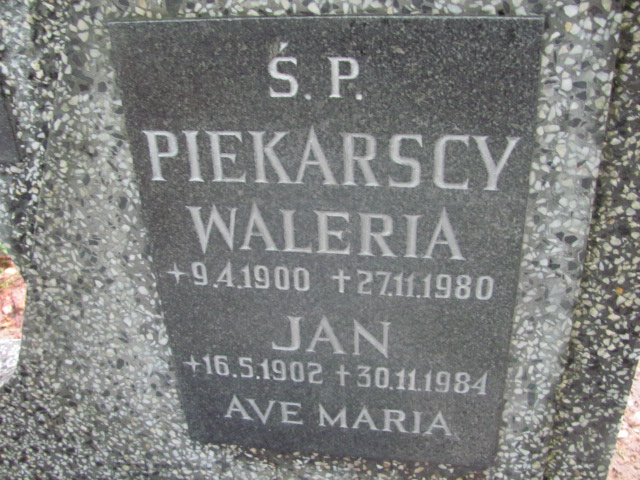 Ś. P.
PIEKARSCY
WALERIA
+9.4.1900 †27.11.1980
JAN
+16.5.1902 †30.11.1984
AVE MARIA